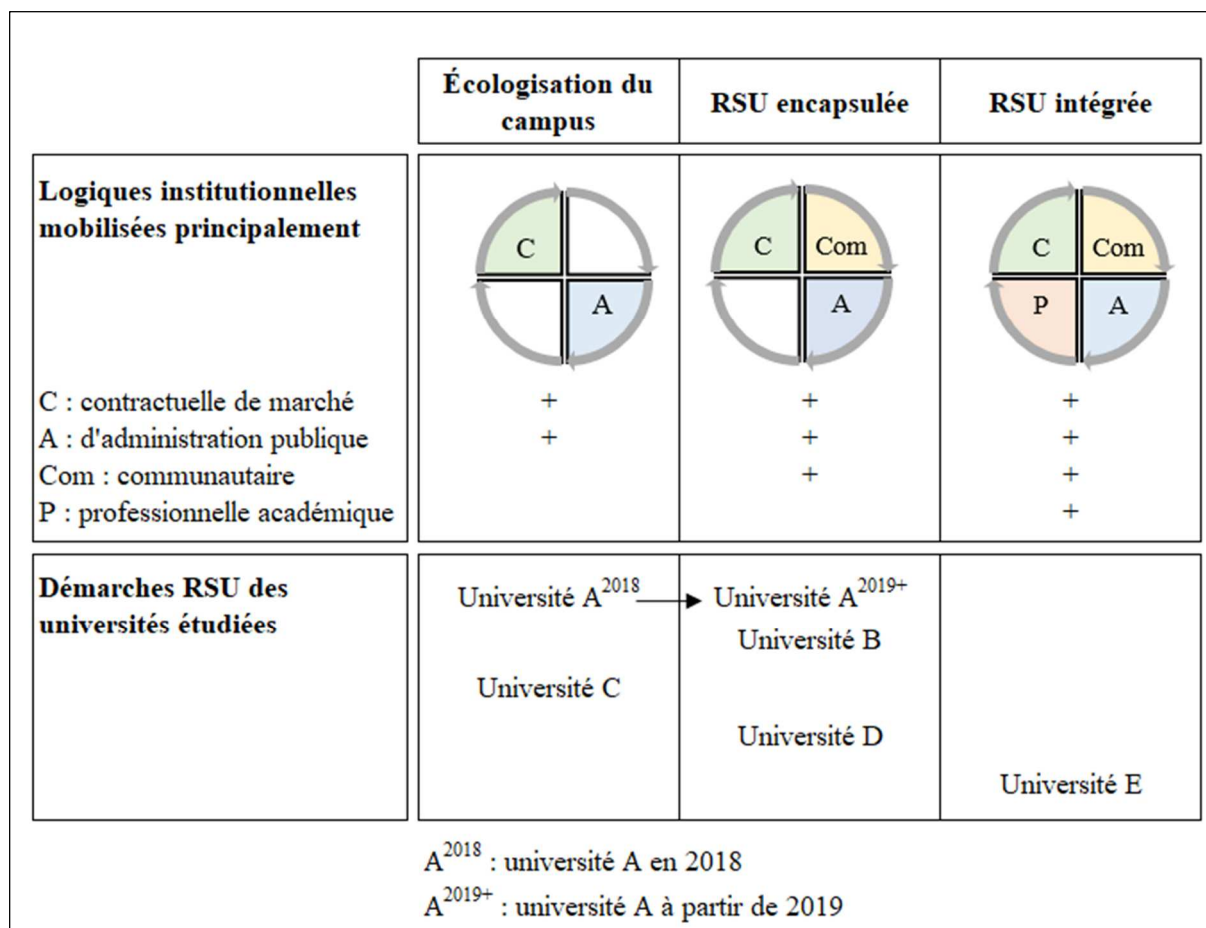 Écologisation du
campus
RSU encapsulée
RSU intégrée
Logiques institutionnelles
mobilisées principalement
C
A
C Com
A
C Com
P A
C : contractuelle de marché + + +
A : d'administration publique + + +
Com : communautaire + +
P : professionnelle académique +
Démarches RSU des
universités étudiées
Université A2018 Université A2019+
Université B
Université C
Université D
Université E
A2018 : université A en 2018
A2019+ : université A à partir de 2019